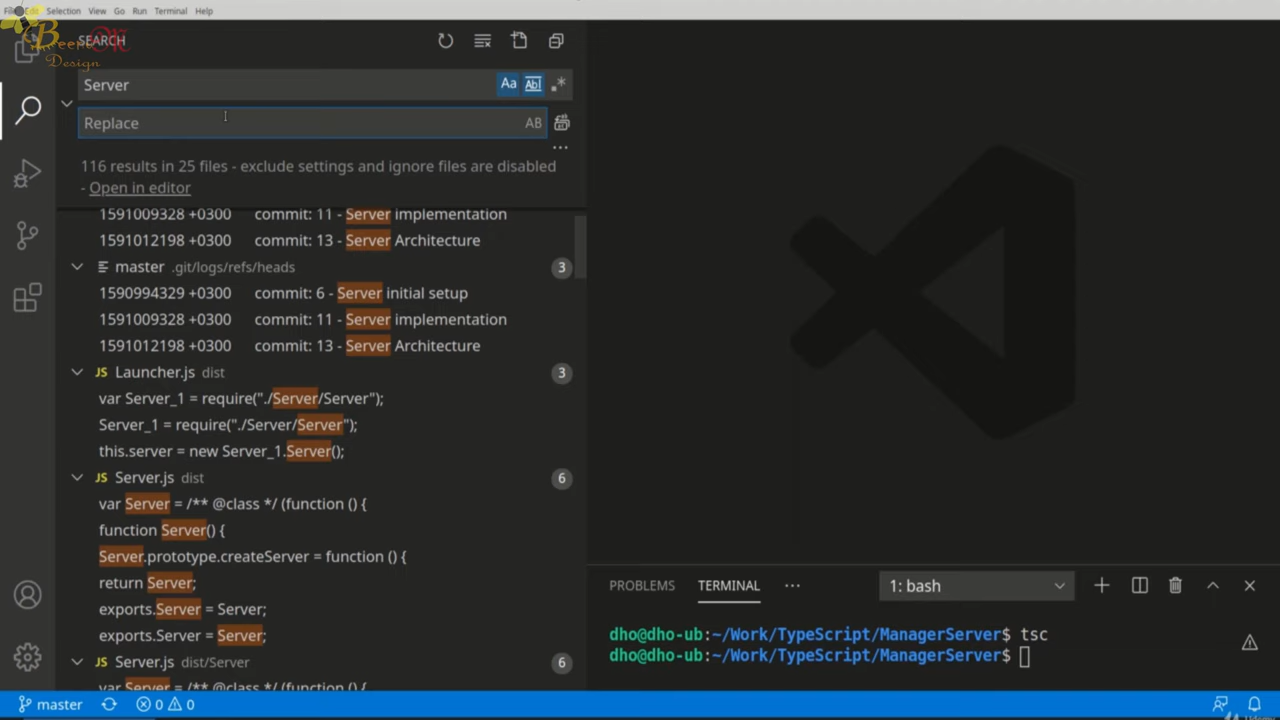 File Edit Selection View Go Run Terminal Help
Been
Design
SEARCH
Server
Aa Abl .*
Replace
AB
...
116 results in 25 files - exclude settings and ignore files are disabled
- Open in editor
1591009328 +0300 commit: 11 - Server implementation
1591012198 +0300 commit: 13 - Server Architecture
master .git/logs/refs/heads 3
1590994329 +0300 commit: 6 - Server initial setup
1591009328 +0300 commit: 11 - Server implementation
1591012198 +0300 commit: 13 - Server Architecture
JS Launcher.js dist 3
var Server_1 = require("./Server/Server");
Server_1 = require("./Server/Server");
this.server = new Server_1.Server();
JS Server.js dist 6
var Server = /** @class */ (function () {
function Server() {
Server.prototype.createServer = function () {
return Server;
exports.Server = Server;
exports.Server = Server;
JS Server.js dist/Server 6
var Server = /** @class */ (function () {
PROBLEMS TERMINAL ... 1: bash
dho@dho-ub:~/Work/TypeScript/ManagerServer$ tsc
dho@dho-ub:~/Work/TypeScript/ManagerServer$
master 0 0